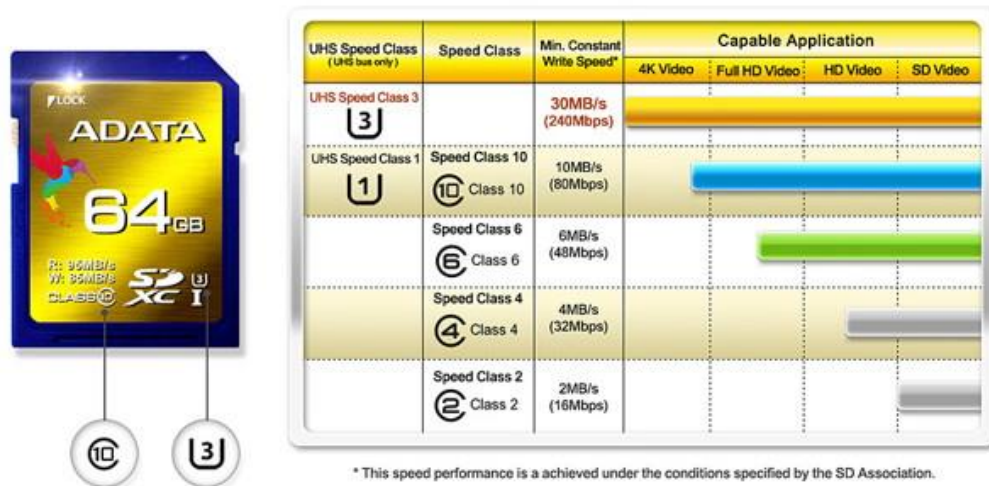 LOCK
ADATA
64GB
R: 95MB/s
W: 85MB/s
CLASS 10
SD XC I 3
10
3
UHS Speed Class
( UHS bus only )
Speed Class
Min. Constant
Write Speed*
Capable Application
4K Video
Full HD Video
HD Video
SD Video
UHS Speed Class 3
3
30MB/s
(240Mbps)
UHS Speed Class 1
1
Speed Class 10
10 Class 10
10MB/s
(80Mbps)
Speed Class 6
6 Class 6
6MB/s
(48Mbps)
Speed Class 4
4 Class 4
4MB/s
(32Mbps)
Speed Class 2
2 Class 2
2MB/s
(16Mbps)
* This speed performance is a achieved under the conditions specified by the SD Association.